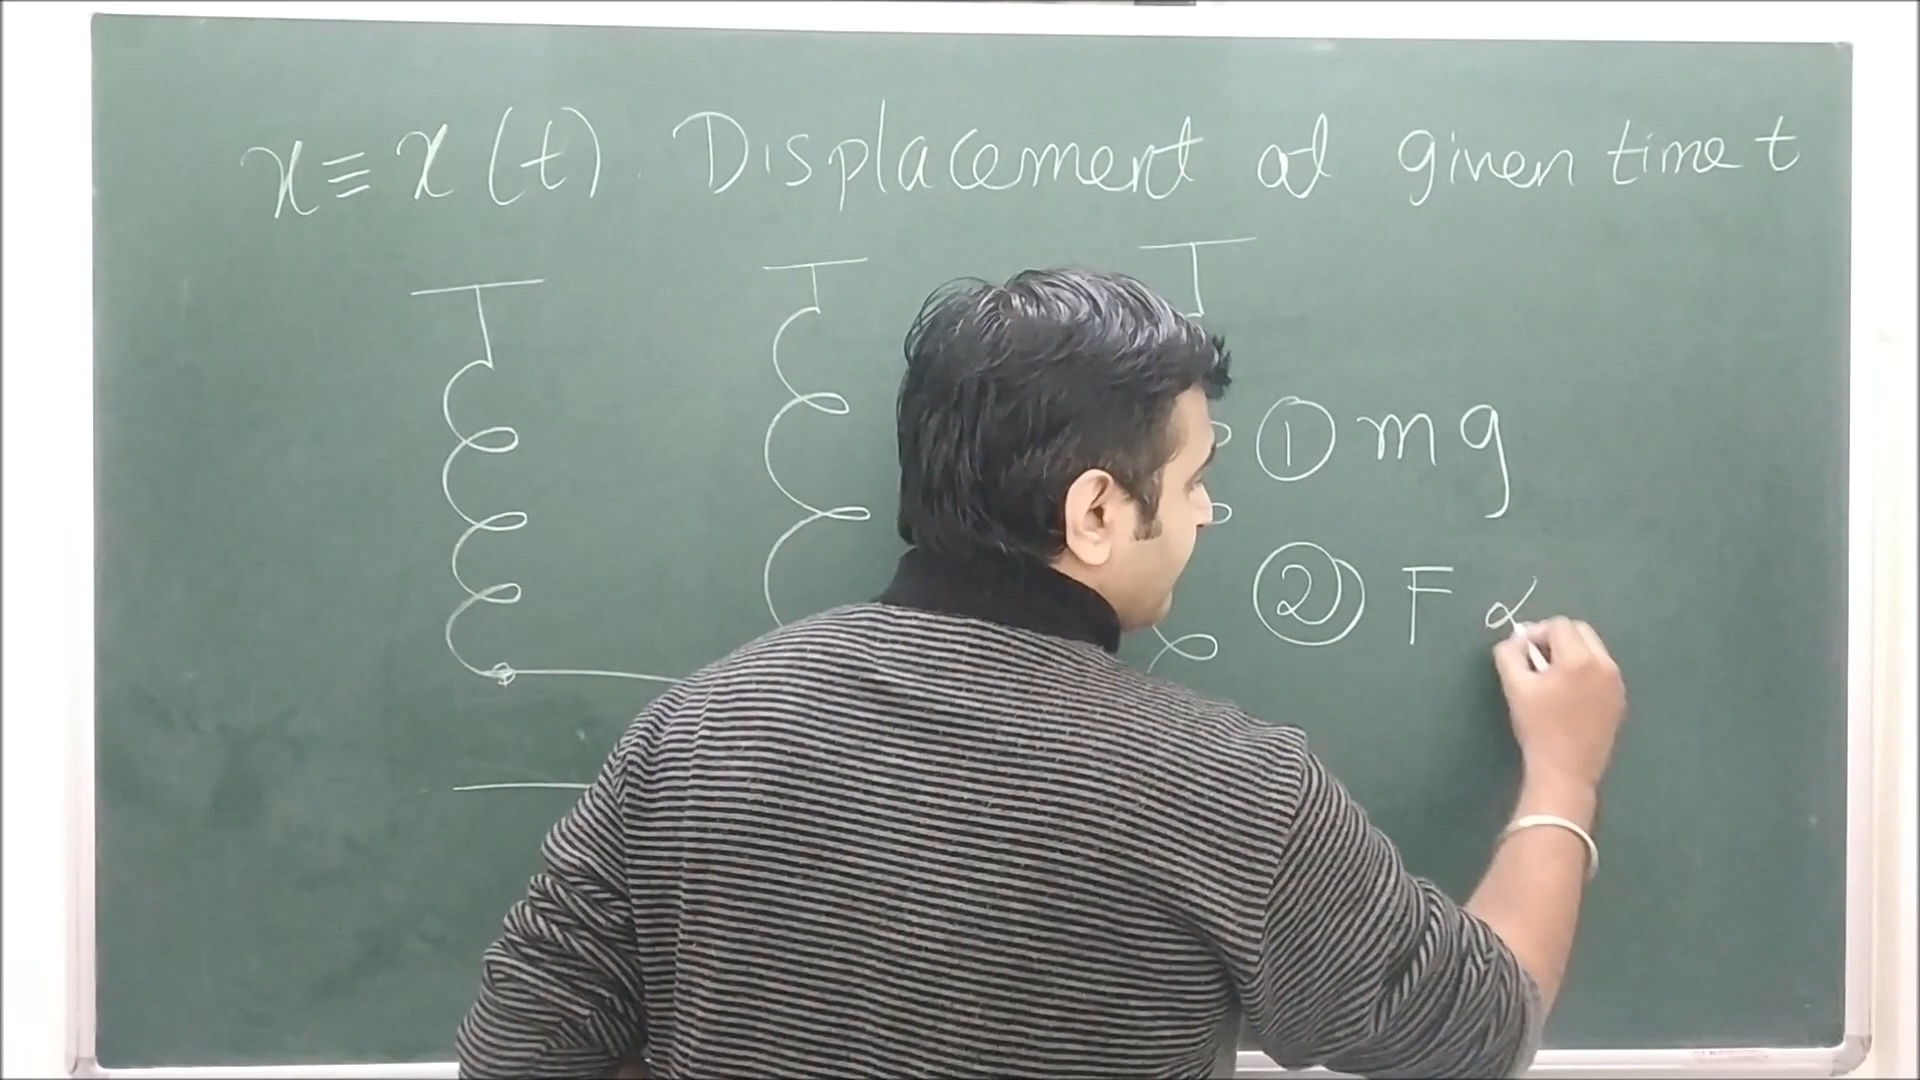 x ≡ x (t) Displacement at given time t
① mg
② F ∝